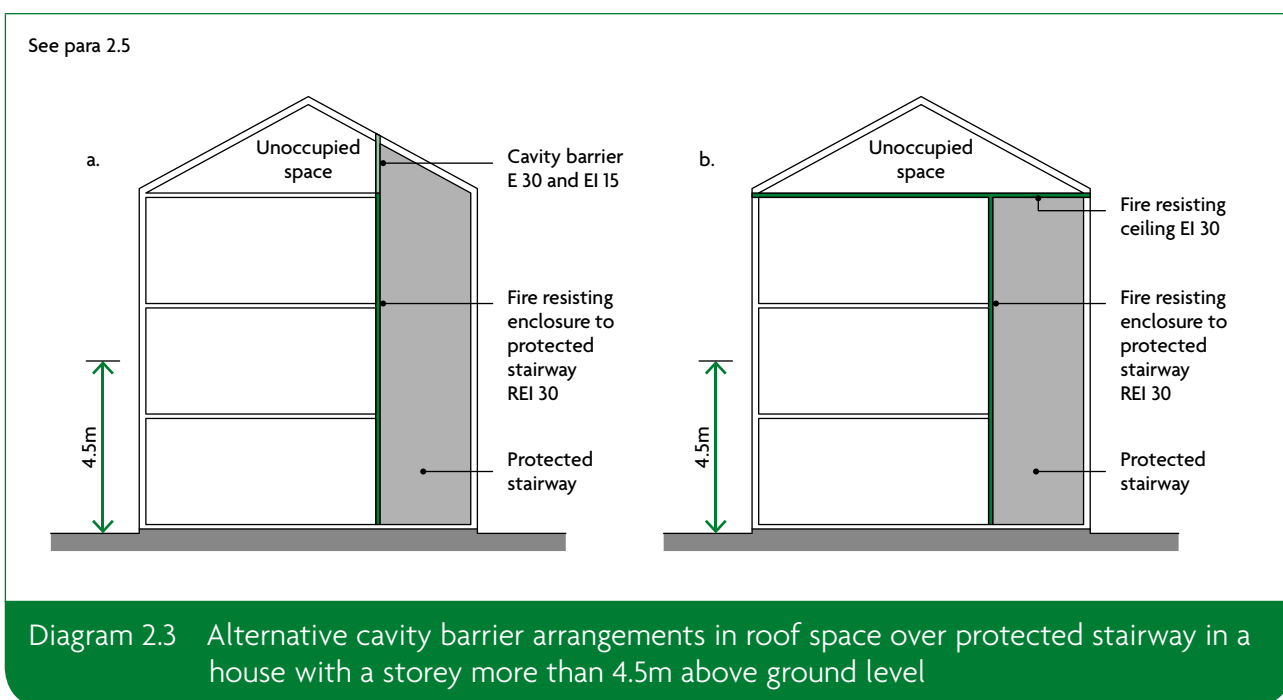 See para 2.5
a.
Unoccupied
space
Cavity barrier
E 30 and EI 15
Fire resisting
enclosure to
protected
stairway
REI 30
Protected
stairway
4.5m
b.
Unoccupied
space
Fire resisting
ceiling EI 30
Fire resisting
enclosure to
protected
stairway
REI 30
Protected
stairway
4.5m
Diagram 2.3 Alternative cavity barrier arrangements in roof space over protected stairway in a
house with a storey more than 4.5m above ground level